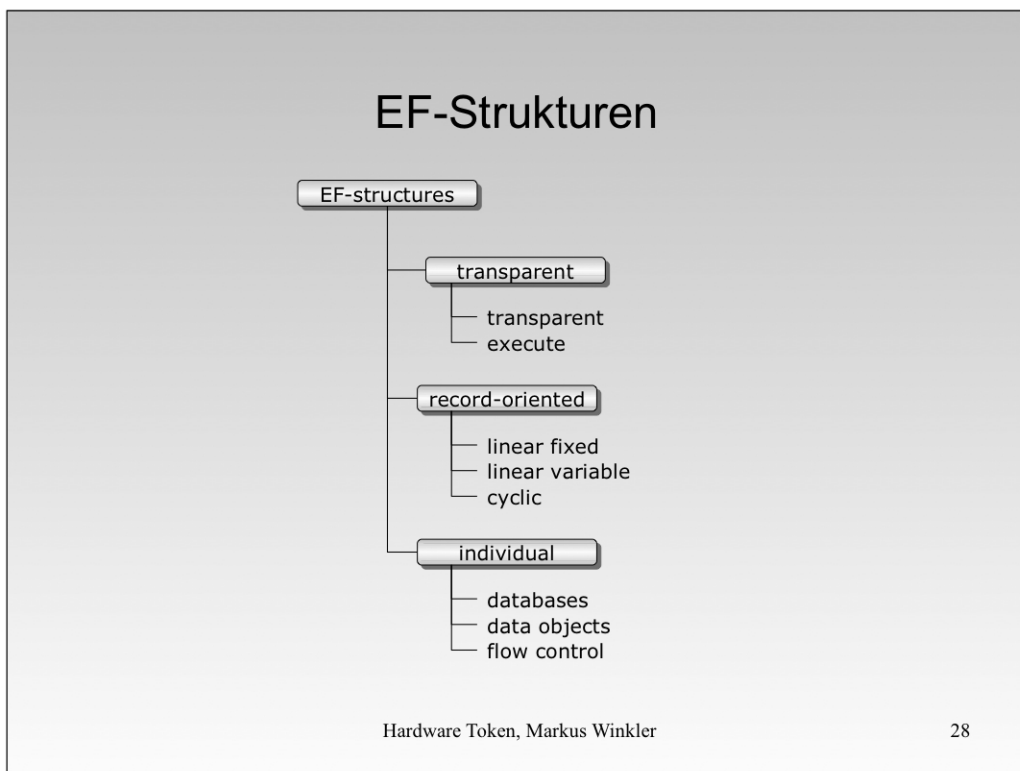 EF-Strukturen
EF-structures
transparent
transparent
execute
record-oriented
linear fixed
linear variable
cyclic
individual
databases
data objects
flow control
Hardware Token, Markus Winkler
28